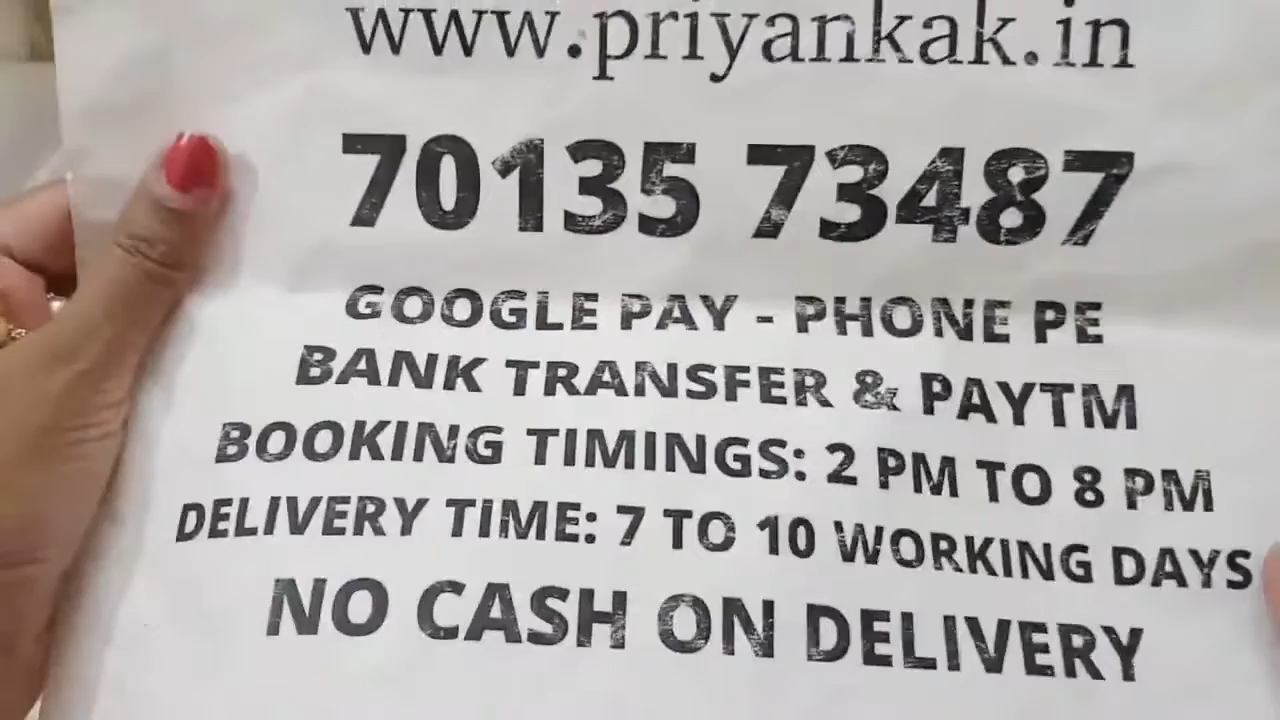 www.priyankak.in
70135 73487
GOOGLE PAY - PHONE PE
BANK TRANSFER & PAYTM
BOOKING TIMINGS: 2 PM TO 8 PM
DELIVERY TIME: 7 TO 10 WORKING DAYS
NO CASH ON DELIVERY